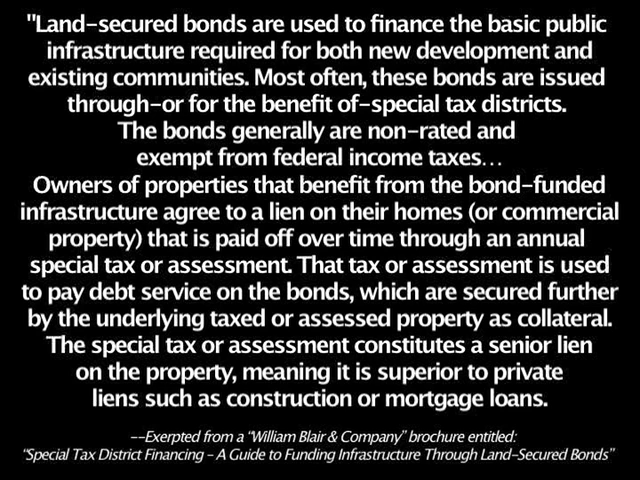 "Land-secured bonds are used to finance the basic public
infrastructure required for both new development and
existing communities. Most often, these bonds are issued
through-or for the benefit of-special tax districts.
The bonds generally are non-rated and
exempt from federal income taxes...
Owners of properties that benefit from the bond-funded
infrastructure agree to a lien on their homes (or commercial
property) that is paid off over time through an annual
special tax or assessment. That tax or assessment is used
to pay debt service on the bonds, which are secured further
by the underlying taxed or assessed property as collateral.
The special tax or assessment constitutes a senior lien
on the property, meaning it is superior to private
liens such as construction or mortgage loans.
--Exerpted from a "William Blair & Company" brochure entitled:
"Special Tax District Financing - A Guide to Funding Infrastructure Through Land-Secured Bonds"